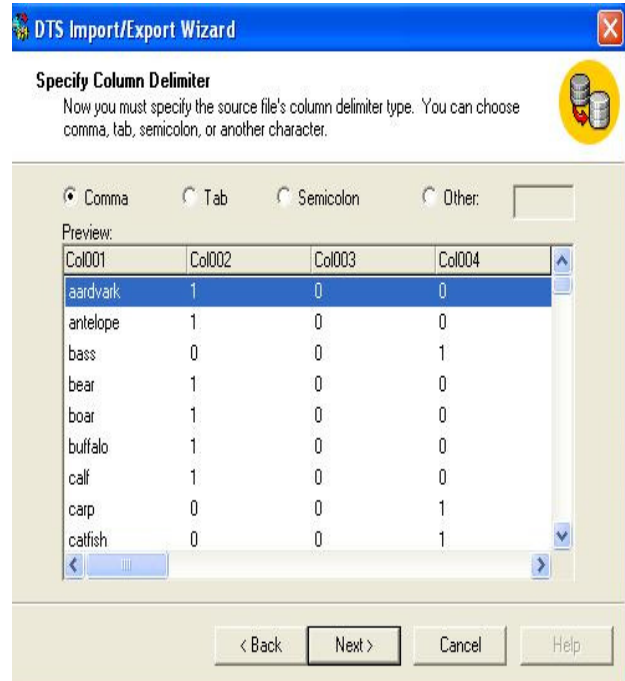 DTS Import/Export Wizard
Specify Column Delimiter
Now you must specify the source file's column delimiter type. You can choose
comma, tab, semicolon, or another character.
Comma Tab Semicolon Other:
Preview:
Col001 Col002 Col003 Col004
aardvark 1 0 0
antelope 1 0 0
bass 0 0 1
bear 1 0 0
boar 1 0 0
buffalo 1 0 0
calf 1 0 0
carp 0 0 1
catfish 0 0 1
< Back Next > Cancel Help